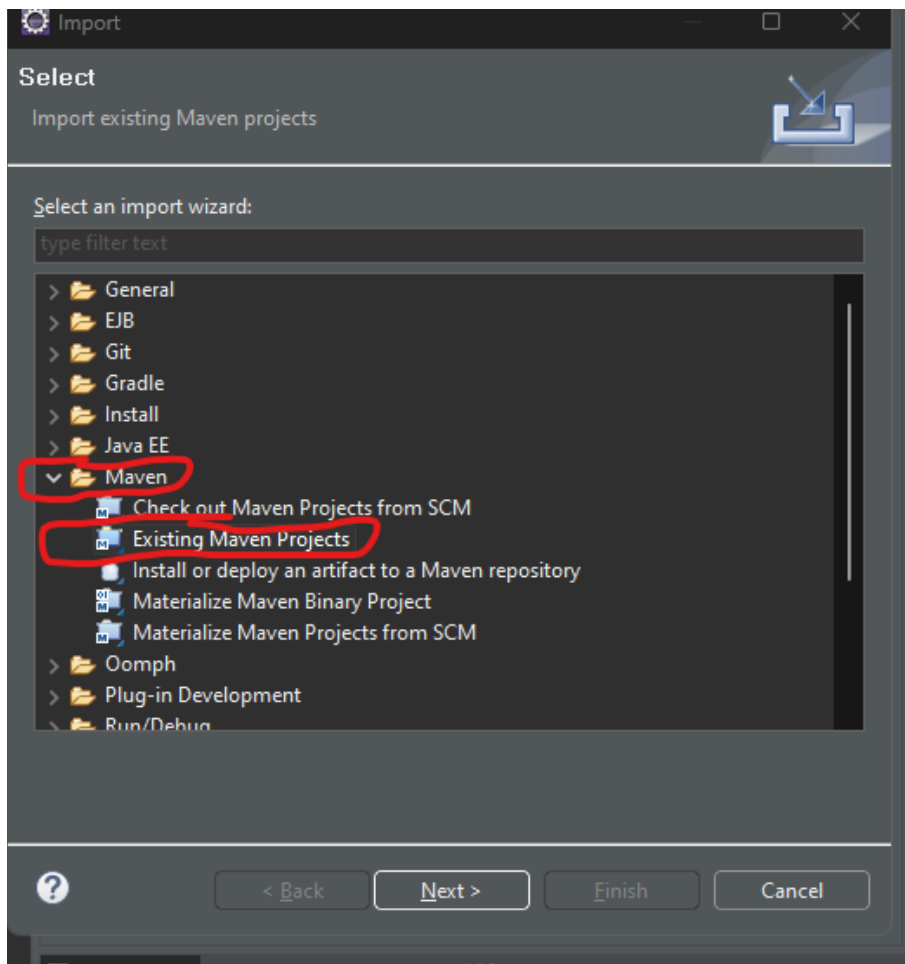 Import
Select
Import existing Maven projects
Select an import wizard:
type filter text
General
EJB
Git
Gradle
Install
Java EE
Maven
Check out Maven Projects from SCM
Existing Maven Projects
Install or deploy an artifact to a Maven repository
Materialize Maven Binary Project
Materialize Maven Projects from SCM
Oomph
Plug-in Development
Run/Debug
< Back Next > Finish Cancel